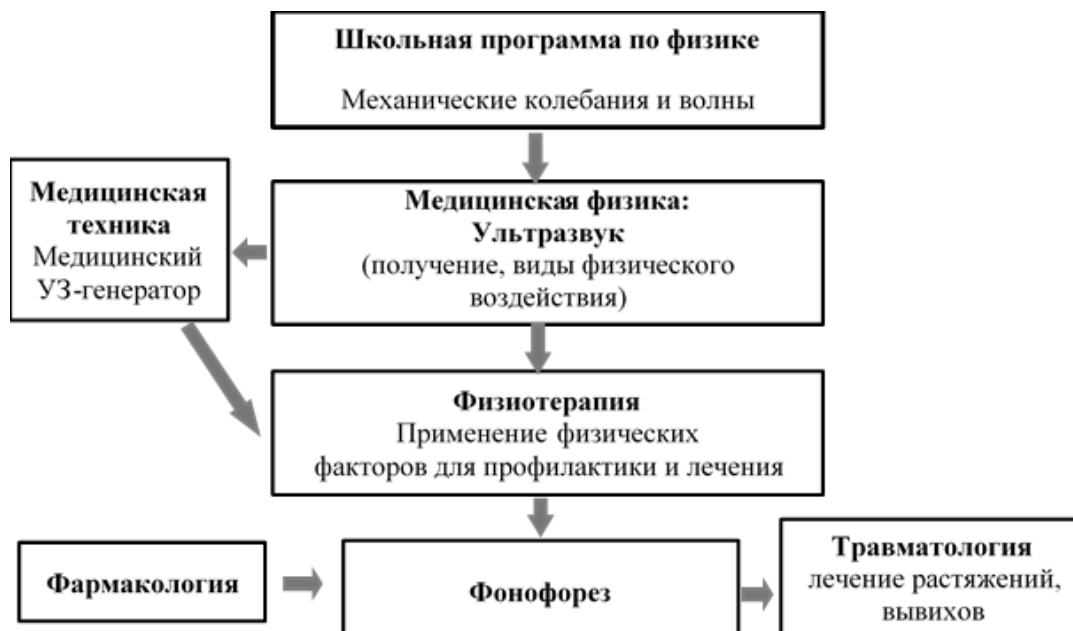 Школьная программа по физике
Механические колебания и волны
Медицинская
техника
Медицинский
УЗ-генератор
Медицинская физика:
Ультразвук
(получение, виды физического
воздействия)
Физиотерапия
Применение физических
факторов для профилактики и лечения
Фармакология
Фонофорез
Травматология
лечение растяжений,
вывихов